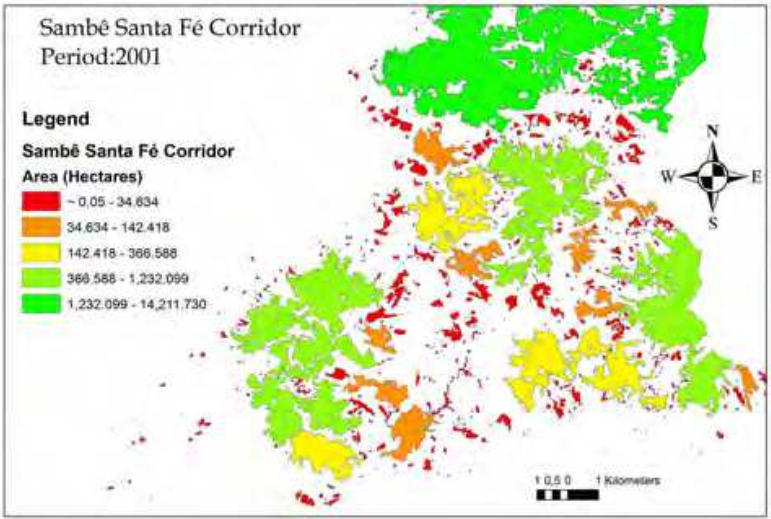 Sambê Santa Fé Corridor
Period:2001
Legend
Sambê Santa Fé Corridor
Area (Hectares)
~ 0,05 - 34.634
34.634 - 142.418
142.418 - 366.588
366.588 - 1,232.099
1,232.099 - 14,211.730
N
W E
S
1 0,5 0 1 Kilometers